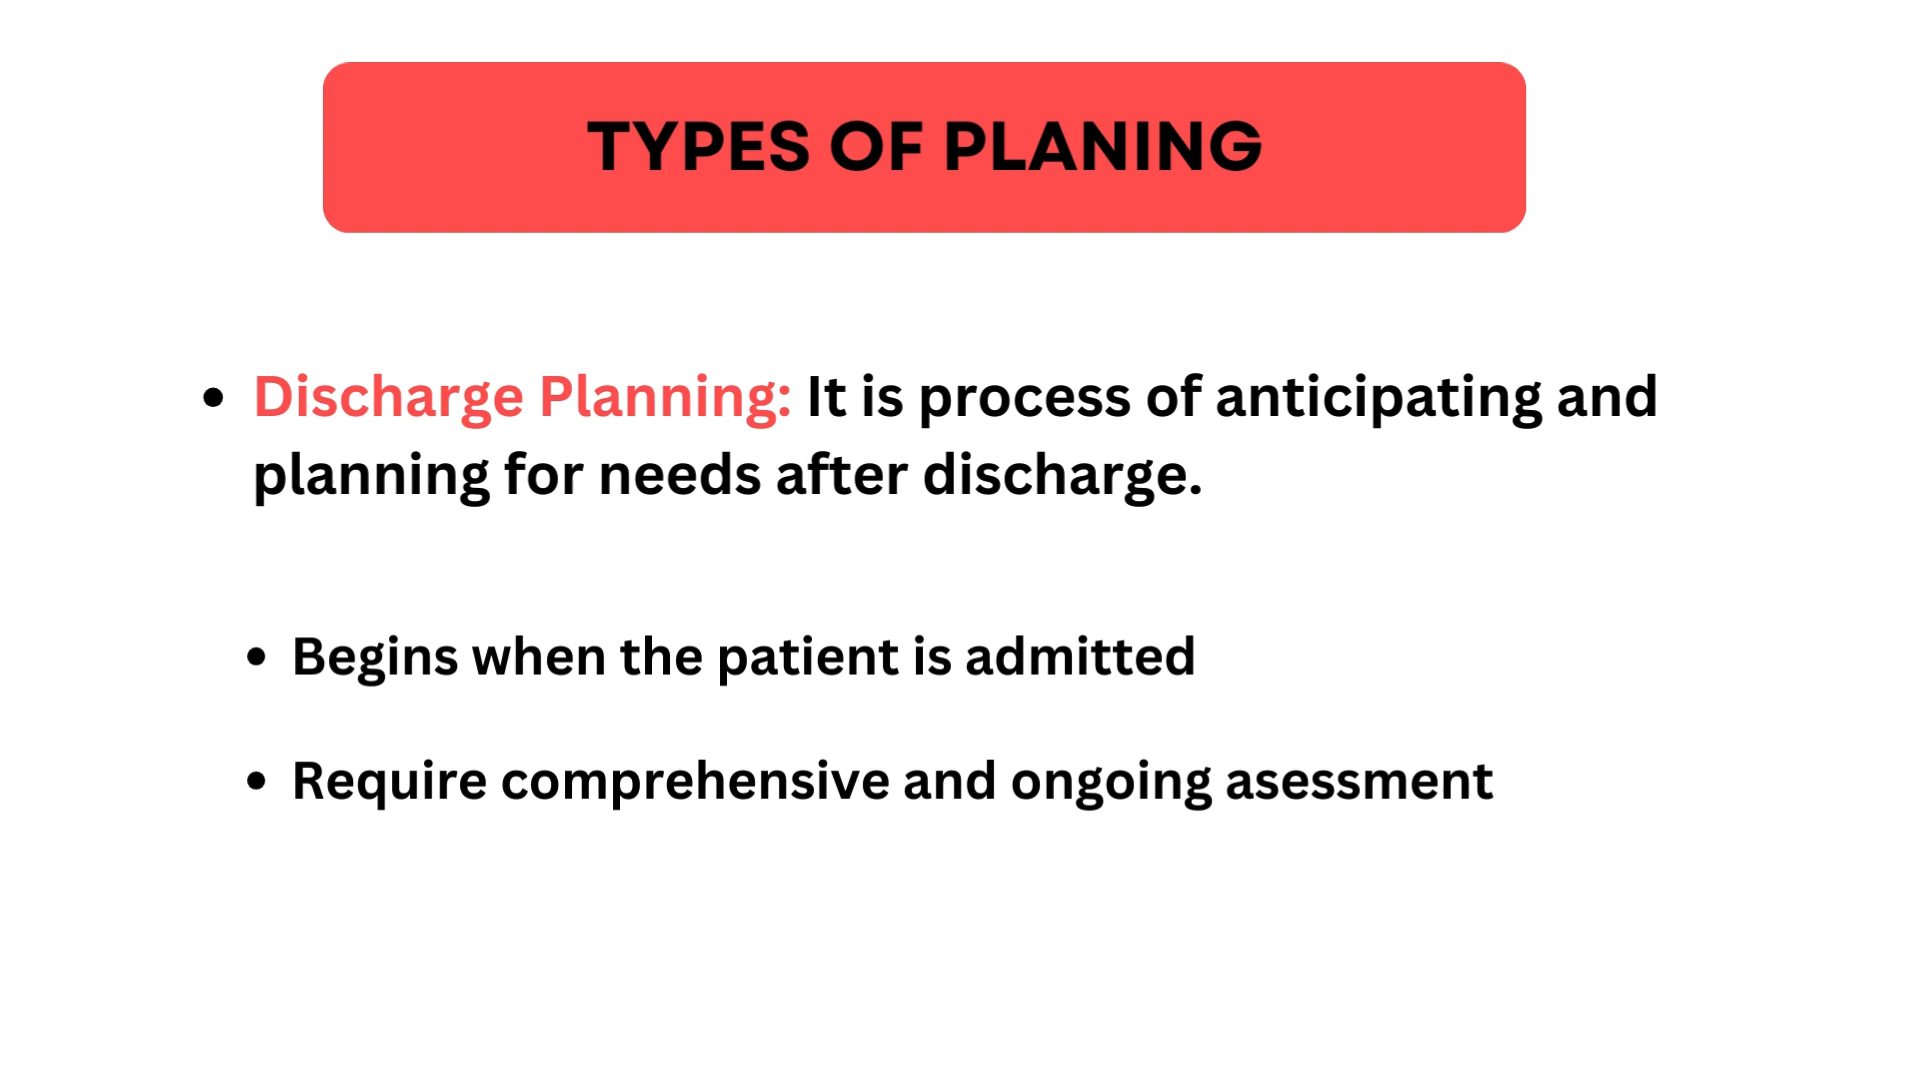 TYPES OF PLANING
• Discharge Planning: It is process of anticipating and
planning for needs after discharge.
• Begins when the patient is admitted
• Require comprehensive and ongoing asessment